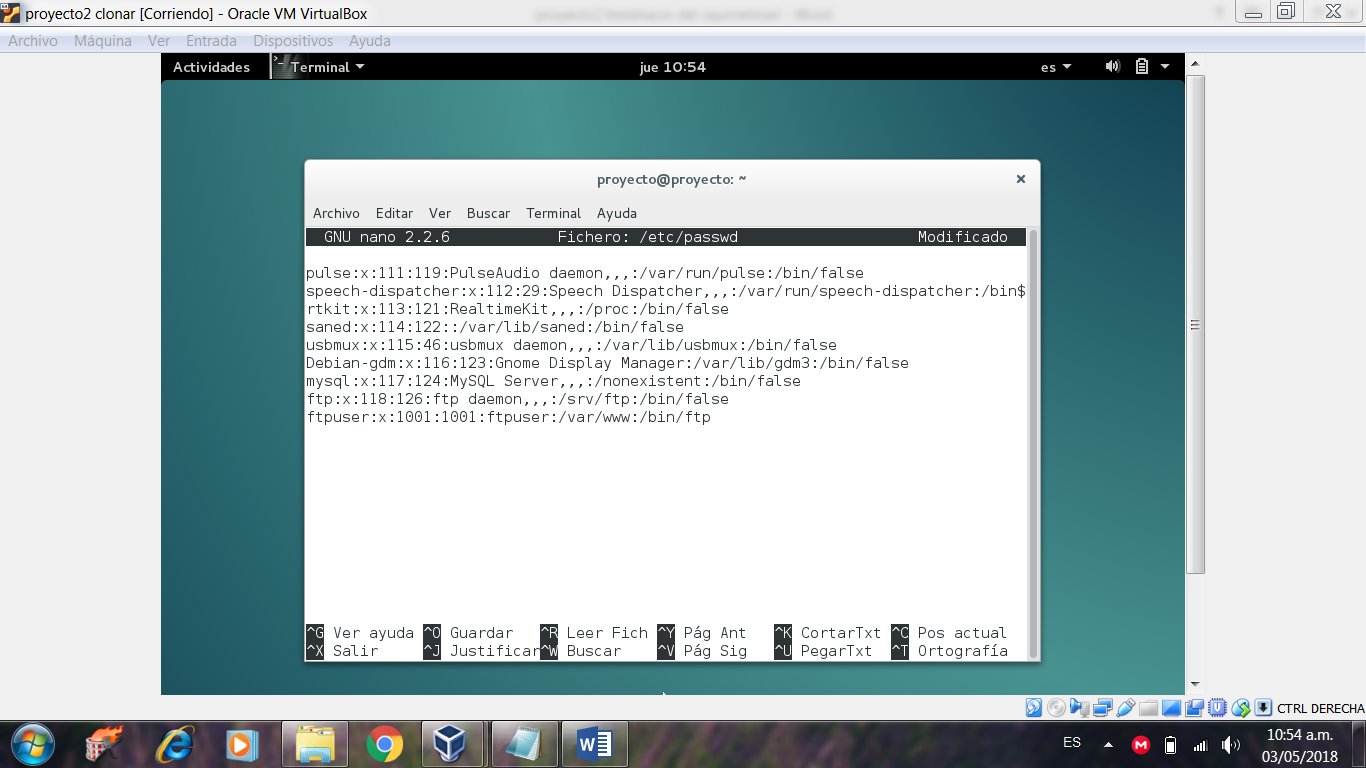 proyecto2 clonar [Corriendo] - Oracle VM VirtualBox
Archivo Máquina Ver Entrada Dispositivos Ayuda
Actividades Terminal jue 10:54 es
proyecto@proyecto: ~
Archivo Editar Ver Buscar Terminal Ayuda
GNU nano 2.2.6 Fichero: /etc/passwd Modificado
pulse:x:111:119:PulseAudio daemon,,,:/var/run/pulse:/bin/false
speech-dispatcher:x:112:29:Speech Dispatcher,,,:/var/run/speech-dispatcher:/bin$
rtkit:x:113:121:RealtimeKit,,,:/proc:/bin/false
saned:x:114:122::/var/lib/saned:/bin/false
usbmux:x:115:46:usbmux daemon,,,:/var/lib/usbmux:/bin/false
Debian-gdm:x:116:123:Gnome Display Manager:/var/lib/gdm3:/bin/false
mysql:x:117:124:MySQL Server,,,:/nonexistent:/bin/false
ftp:x:118:126:ftp daemon,,,:/srv/ftp:/bin/false
ftpuser:x:1001:1001:ftpuser:/var/www:/bin/ftp
^G Ver ayuda ^O Guardar ^R Leer Fich ^Y Pág Ant ^K CortarTxt ^C Pos actual
^X Salir ^J Justificar ^W Buscar ^V Pág Sig ^U PegarTxt ^T Ortografía
CTRL DERECHA
ES
10:54 a.m.
03/05/2018